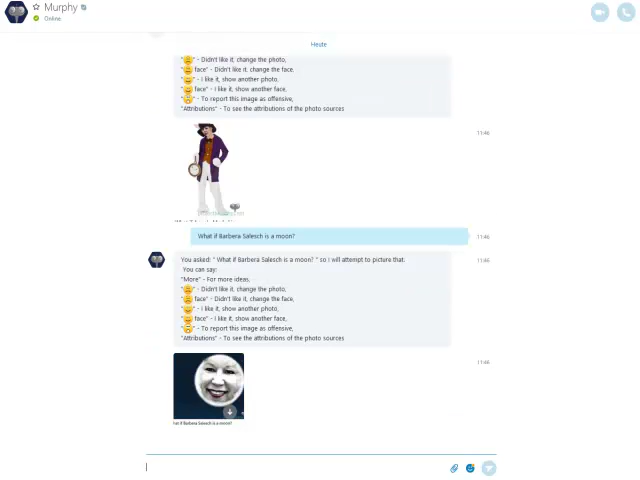 Murphy
Online
Heute
"😟" - Didn't like it, change the photo,
"😟 face" - Didn't like it, change the face,
"😀" - I like it, show another photo,
"😀 face" - I like it, show another face,
"😲" - To report this image as offensive,
"Attributions" - To see the attributions of the photo sources
11:46
What if Barbera Salesch is a moon?
11:46
You asked: " What if Barbera Salesch is a moon? " so I will attempt to picture that.
11:46
You can say:
"More" - For more ideas,
"😟" - Didn't like it, change the photo,
"😟 face" - Didn't like it, change the face,
"😀" - I like it, show another photo,
"😀 face" - I like it, show another face,
"😲" - To report this image as offensive,
"Attributions" - To see the attributions of the photo sources
11:46
if Barbera Salesch is a moon?